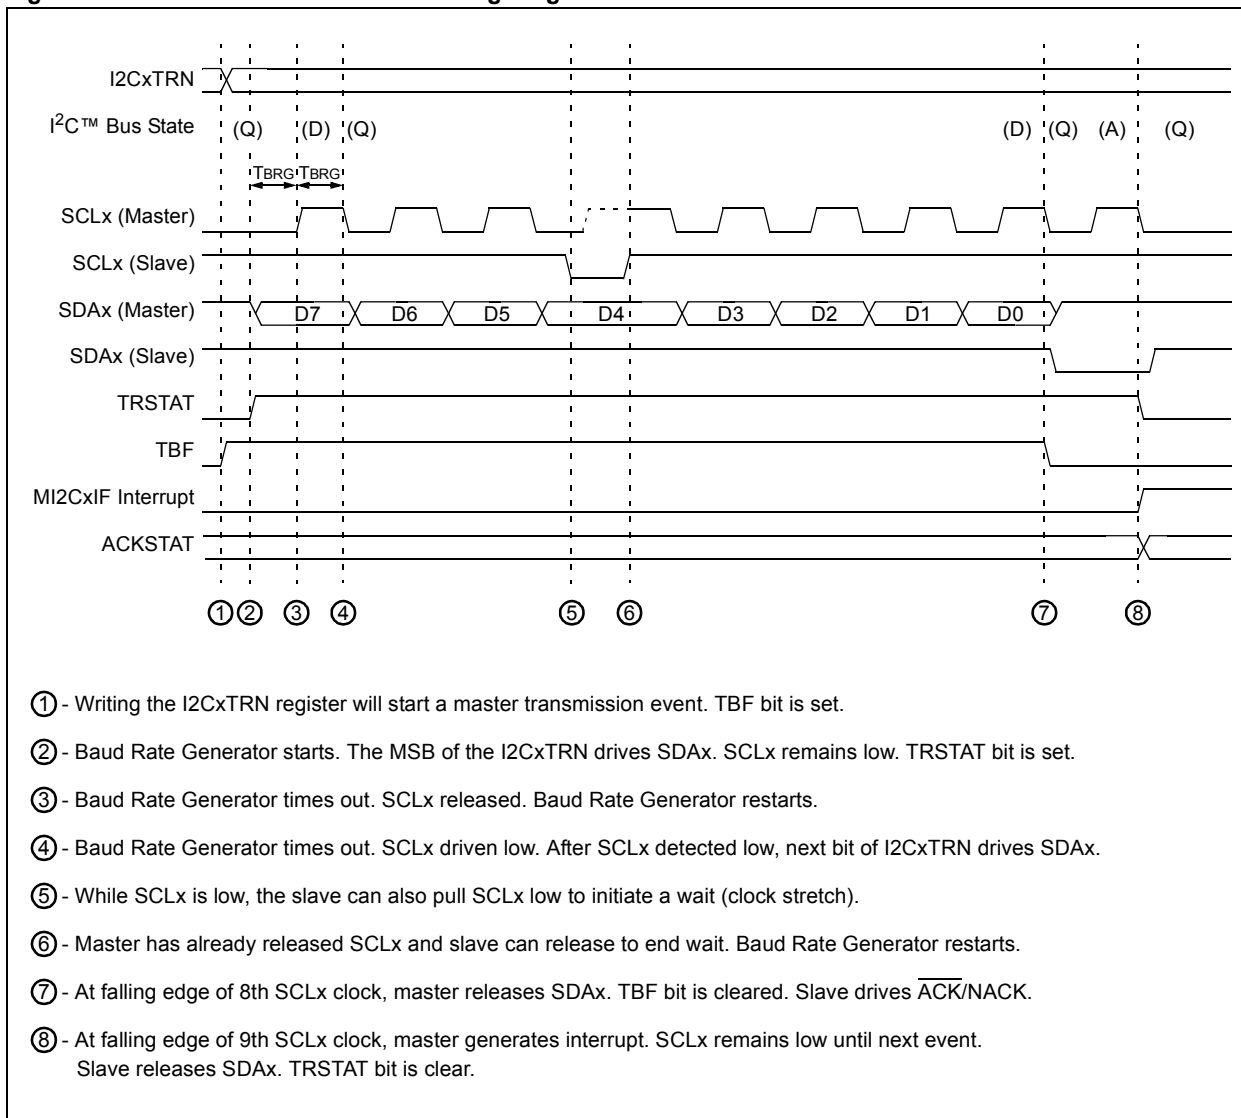 I2CxTRN
I²C™ Bus State (Q) (D) (Q) (D) (Q) (A) (Q)
TBRG TBRG
SCLx (Master)
SCLx (Slave)
SDAx (Master) D7 D6 D5 D4 D3 D2 D1 D0
SDAx (Slave)
TRSTAT
TBF
MI2CxIF Interrupt
ACKSTAT
① ② ③ ④ ⑤ ⑥ ⑦ ⑧
① - Writing the I2CxTRN register will start a master transmission event. TBF bit is set.
② - Baud Rate Generator starts. The MSB of the I2CxTRN drives SDAx. SCLx remains low. TRSTAT bit is set.
③ - Baud Rate Generator times out. SCLx released. Baud Rate Generator restarts.
④ - Baud Rate Generator times out. SCLx driven low. After SCLx detected low, next bit of I2CxTRN drives SDAx.
⑤ - While SCLx is low, the slave can also pull SCLx low to initiate a wait (clock stretch).
⑥ - Master has already released SCLx and slave can release to end wait. Baud Rate Generator restarts.
⑦ - At falling edge of 8th SCLx clock, master releases SDAx. TBF bit is cleared. Slave drives A̅C̅K̅/NACK.
⑧ - At falling edge of 9th SCLx clock, master generates interrupt. SCLx remains low until next event.
Slave releases SDAx. TRSTAT bit is clear.